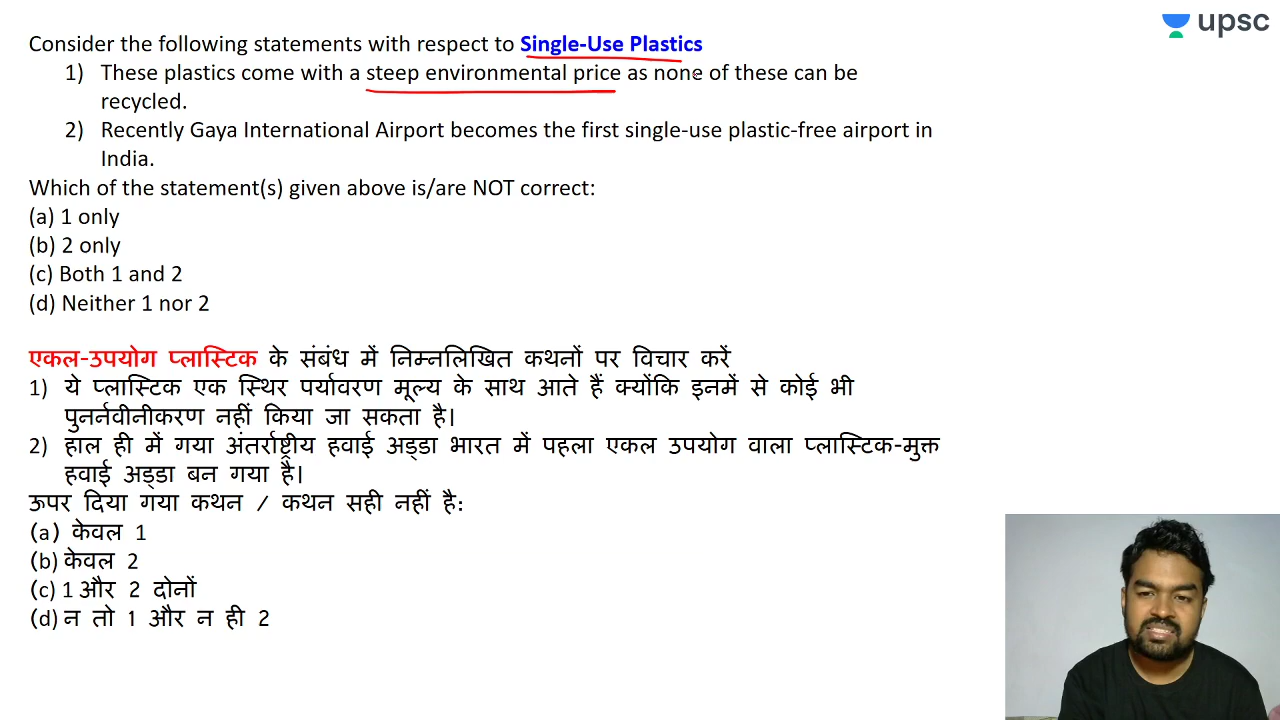 upsc
Consider the following statements with respect to Single-Use Plastics
1) These plastics come with a steep environmental price as none of these can be
recycled.
2) Recently Gaya International Airport becomes the first single-use plastic-free airport in
India.
Which of the statement(s) given above is/are NOT correct:
(a) 1 only
(b) 2 only
(c) Both 1 and 2
(d) Neither 1 nor 2
एकल-उपयोग प्लास्टिक के संबंध में निम्नलिखित कथनों पर विचार करें
1) ये प्लास्टिक एक स्थिर पर्यावरण मूल्य के साथ आते हैं क्योंकि इनमें से कोई भी
पुनर्नवीनीकरण नहीं किया जा सकता है।
2) हाल ही में गया अंतर्राष्ट्रीय हवाई अड्डा भारत में पहला एकल उपयोग वाला प्लास्टिक-मुक्त
हवाई अड्डा बन गया है।
ऊपर दिया गया कथन / कथन सही नहीं है:
(a) केवल 1
(b) केवल 2
(c) 1 और 2 दोनों
(d) न तो 1 और न ही 2